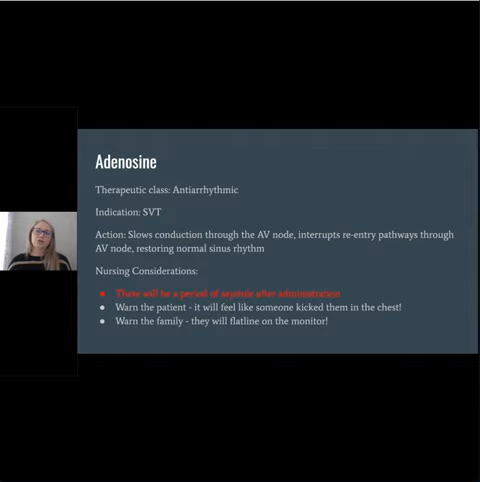 Adenosine
Therapeutic class: Antiarrhythmic
Indication: SVT
Action: Slows conduction through the AV node, interrupts re-entry pathways through
AV node, restoring normal sinus rhythm
Nursing Considerations:
● There will be a period of asystole after administration
● Warn the patient - it will feel like someone kicked them in the chest!
● Warn the family - they will flatline on the monitor!